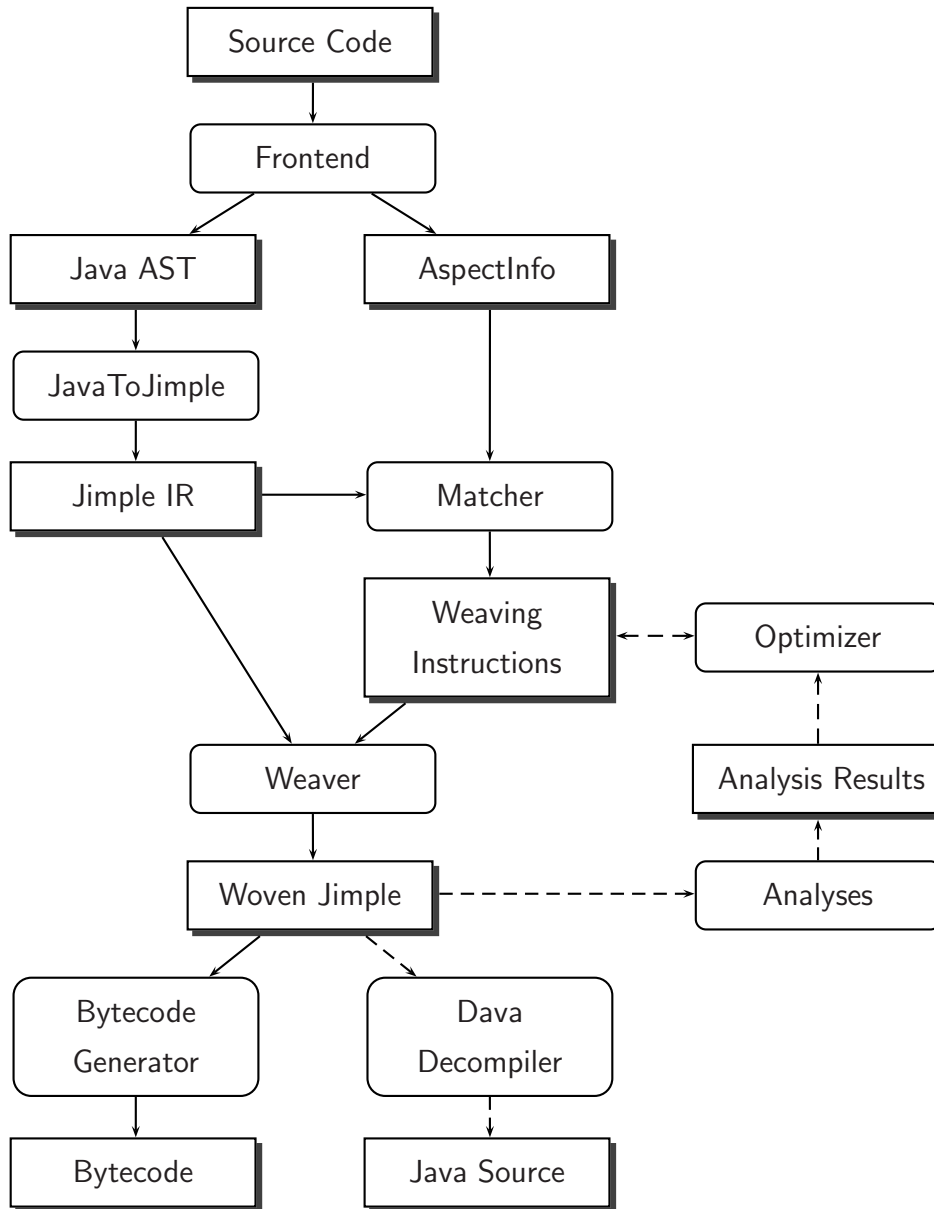 Source Code
Frontend
Java AST
AspectInfo
JavaToJimple
Jimple IR
Matcher
Weaving
Instructions
Optimizer
Weaver
Analysis Results
Woven Jimple
Analyses
Bytecode
Generator
Dava
Decompiler
Bytecode
Java Source